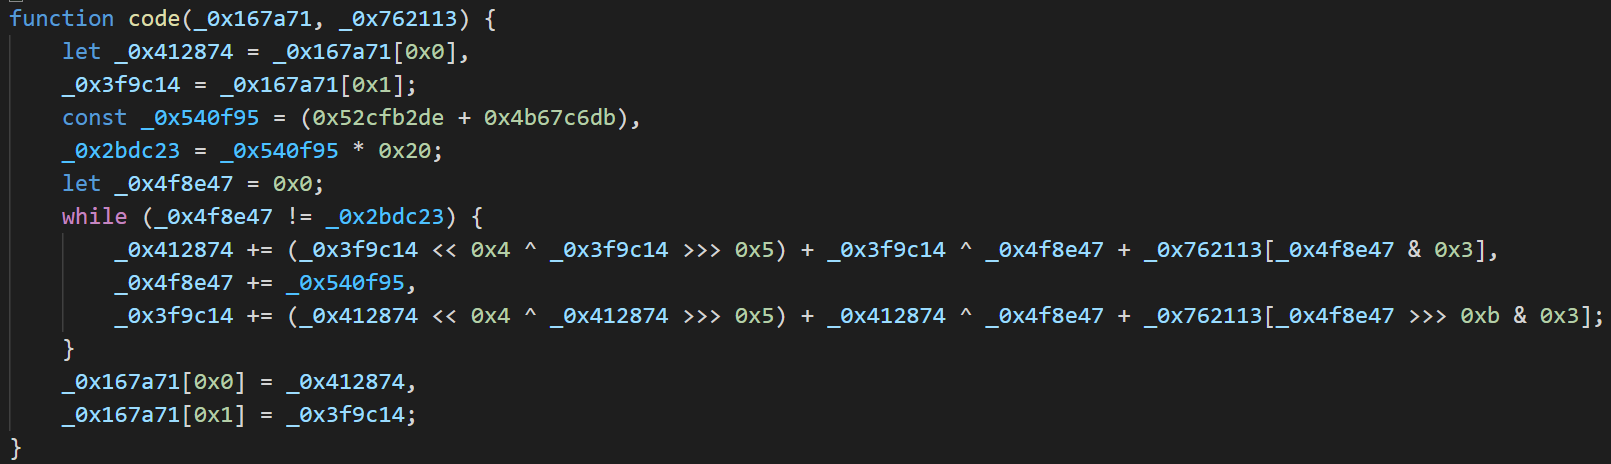 function code(_0x167a71, _0x762113) {
    let _0x412874 = _0x167a71[0x0],
    _0x3f9c14 = _0x167a71[0x1];
    const _0x540f95 = (0x52cfb2de + 0x4b67c6db),
    _0x2bdc23 = _0x540f95 * 0x20;
    let _0x4f8e47 = 0x0;
    while (_0x4f8e47 != _0x2bdc23) {
        _0x412874 += (_0x3f9c14 << 0x4 ^ _0x3f9c14 >>> 0x5) + _0x3f9c14 ^ _0x4f8e47 + _0x762113[_0x4f8e47 & 0x3],
        _0x4f8e47 += _0x540f95,
        _0x3f9c14 += (_0x412874 << 0x4 ^ _0x412874 >>> 0x5) + _0x412874 ^ _0x4f8e47 + _0x762113[_0x4f8e47 >>> 0xb & 0x3];
    }
    _0x167a71[0x0] = _0x412874,
    _0x167a71[0x1] = _0x3f9c14;
}